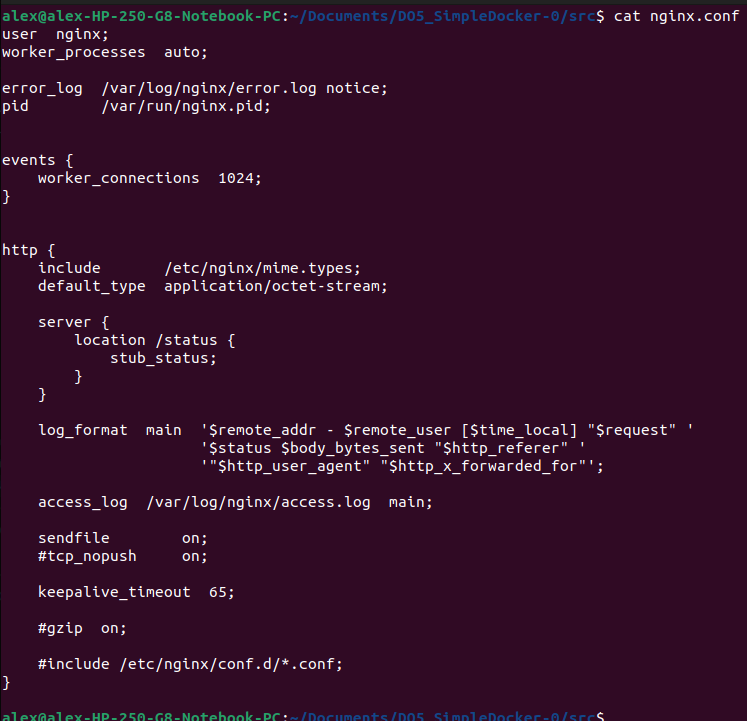 alex@alex-HP-250-G8-Notebook-PC:~/Documents/DO5_SimpleDocker-0/src$ cat nginx.conf
user  nginx;
worker_processes  auto;

error_log  /var/log/nginx/error.log notice;
pid        /var/run/nginx.pid;


events {
    worker_connections  1024;
}


http {
    include       /etc/nginx/mime.types;
    default_type  application/octet-stream;

    server {
        location /status {
            stub_status;
        }
    }

    log_format  main  '$remote_addr - $remote_user [$time_local] "$request" '
                      '$status $body_bytes_sent "$http_referer" '
                      '"$http_user_agent" "$http_x_forwarded_for"';

    access_log  /var/log/nginx/access.log  main;

    sendfile        on;
    #tcp_nopush     on;

    keepalive_timeout  65;

    #gzip  on;

    #include /etc/nginx/conf.d/*.conf;
}

alex@alex-HP-250-G8-Notebook-PC:~/Documents/DO5_SimpleDocker-0/src$